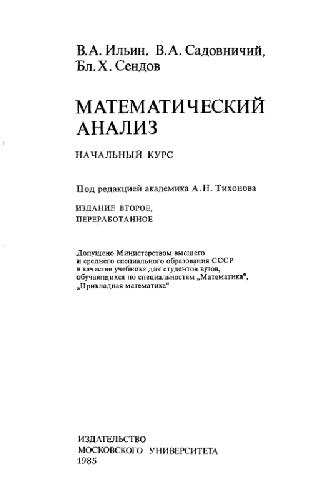 В.А. Ильин, В.А. Садовничий,
Бл. Х. Сендов
МАТЕМАТИЧЕСКИЙ
АНАЛИЗ
НАЧАЛЬНЫЙ КУРС
Под редакцией академика А.Н. Тихонова
ИЗДАНИЕ ВТОРОЕ,
ПЕРЕРАБОТАННОЕ
Допущено Министерством высшего
и среднего специального образования СССР
в качестве учебника для студентов вузов,
обучающихся по специальностям „Математика",
„Прикладная математика"
ИЗДАТЕЛЬСТВО
МОСКОВСКОГО УНИВЕРСИТЕТА
1985